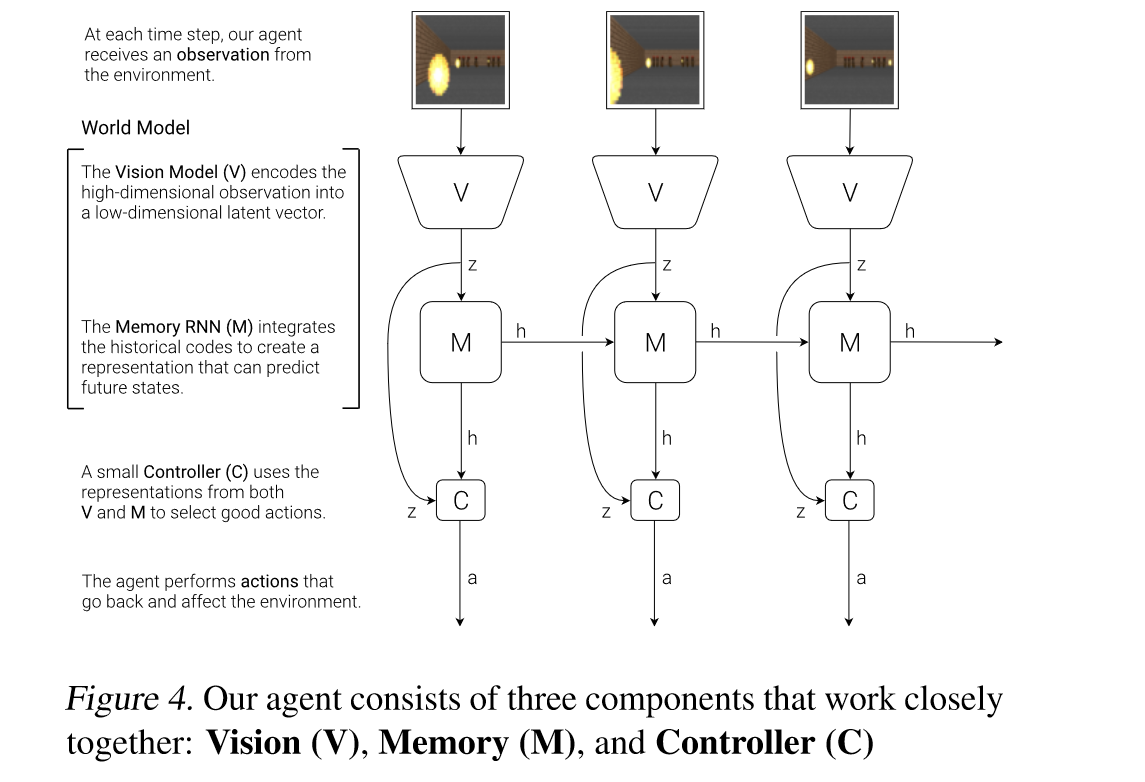 At each time step, our agent
receives an observation from
the environment.
World Model
The Vision Model (V) encodes the
high-dimensional observation into
a low-dimensional latent vector.
The Memory RNN (M) integrates
the historical codes to create a
representation that can predict
future states.
A small Controller (C) uses the
representations from both
V and M to select good actions.
The agent performs actions that
go back and affect the environment.
V V V
z z z
M h M h M h
h h h
C C C
z z z
a a a
Figure 4. Our agent consists of three components that work closely
together: Vision (V), Memory (M), and Controller (C)